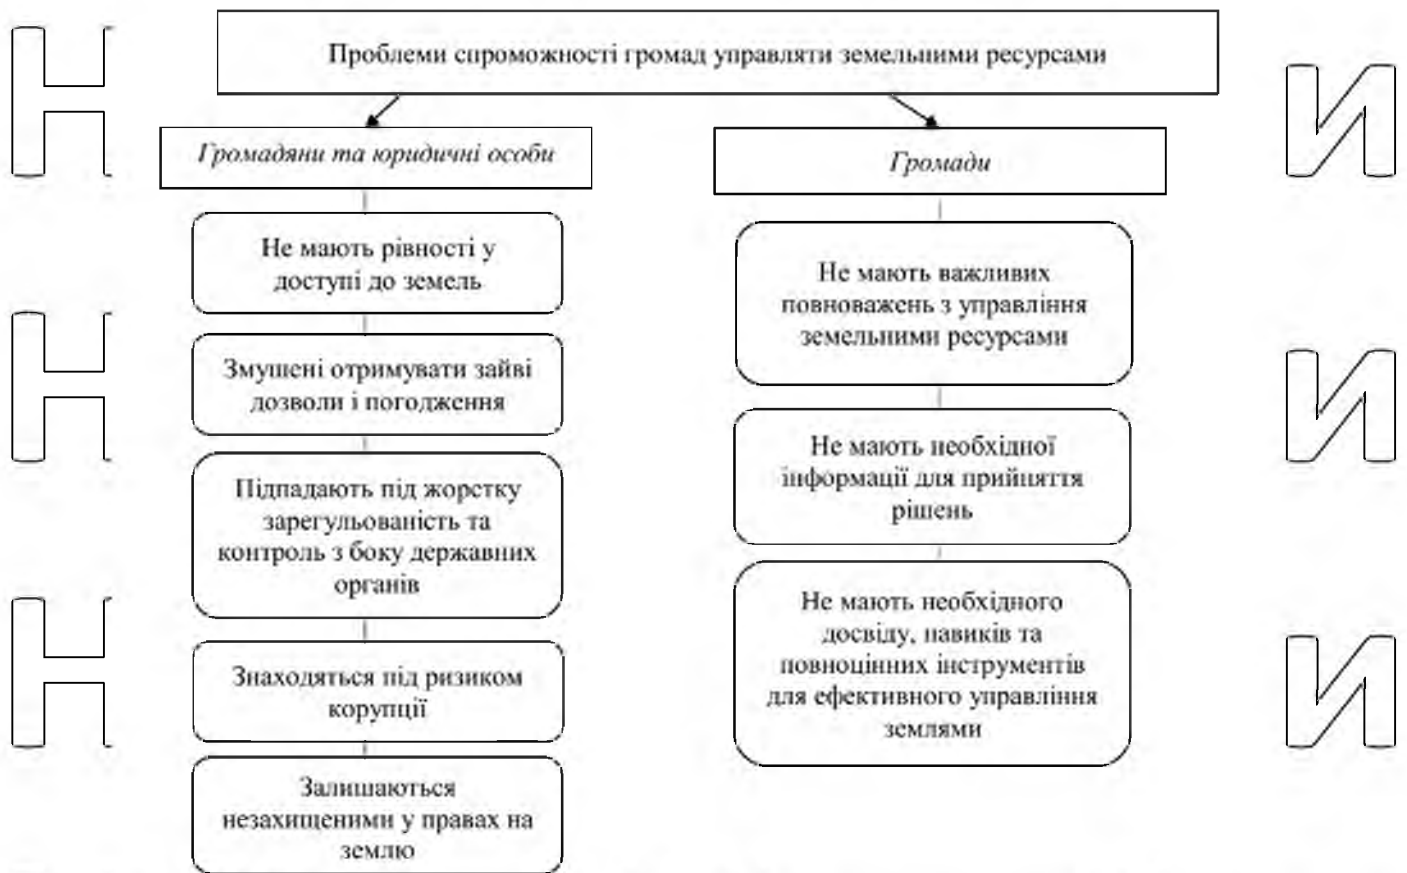 Проблеми спроможності громад управляти земельними ресурсами
Громадяни та юридичні особи
Не мають рівності у
доступі до земель
Змушені отримувати зайві
дозволи і погодження
Підпадають під жорстку
зарегульованість та
контроль з боку державних
органів
Знаходяться під ризиком
корупції
Залишаються
незахищеними у правах на
землю
Громади
Не мають важливих
повноважень з управління
земельними ресурсами
Не мають необхідної
інформації для прийняття
рішень
Не мають необхідного
досвіду, навиків та
повноцінних інструментів
для ефективного управління
землями
Н
И
Н
И
Н
И